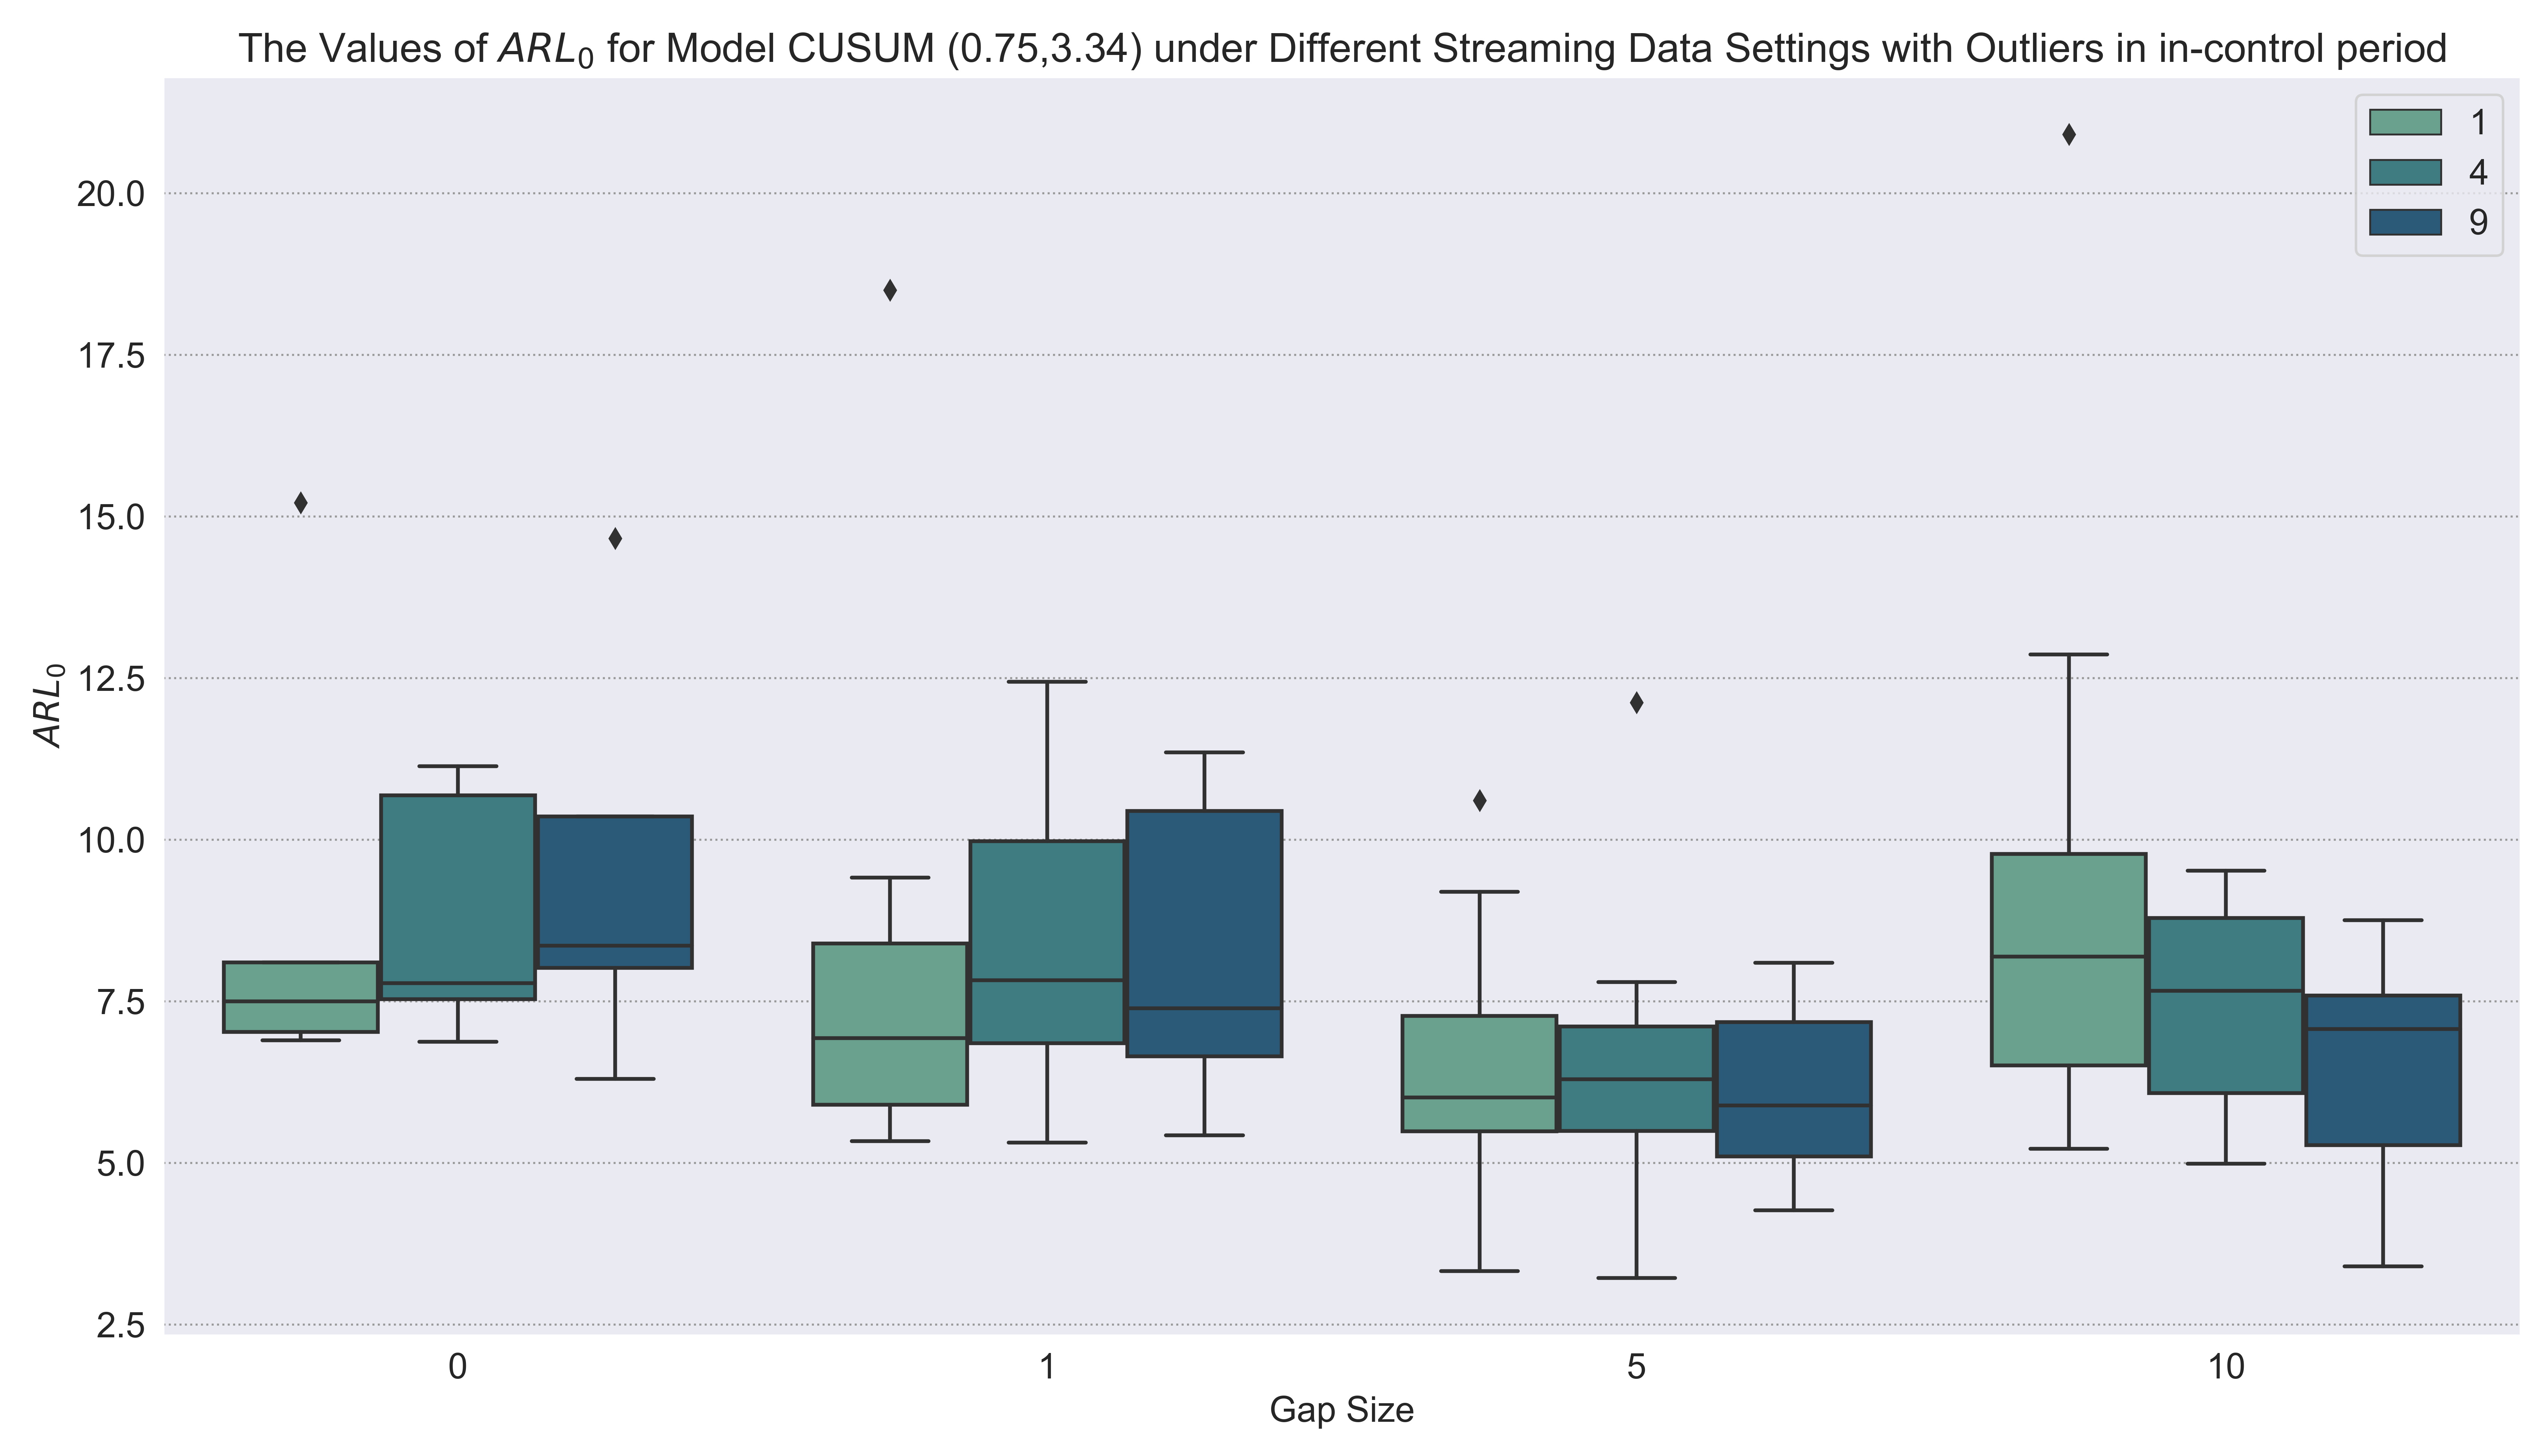 The Values of ARL₀ for Model CUSUM (0.75,3.34) under Different Streaming Data Settings with Outliers in in-control period
1
4
9
20.0
17.5
15.0
12.5
10.0
7.5
5.0
2.5
ARL₀
0 1 5 10
Gap Size